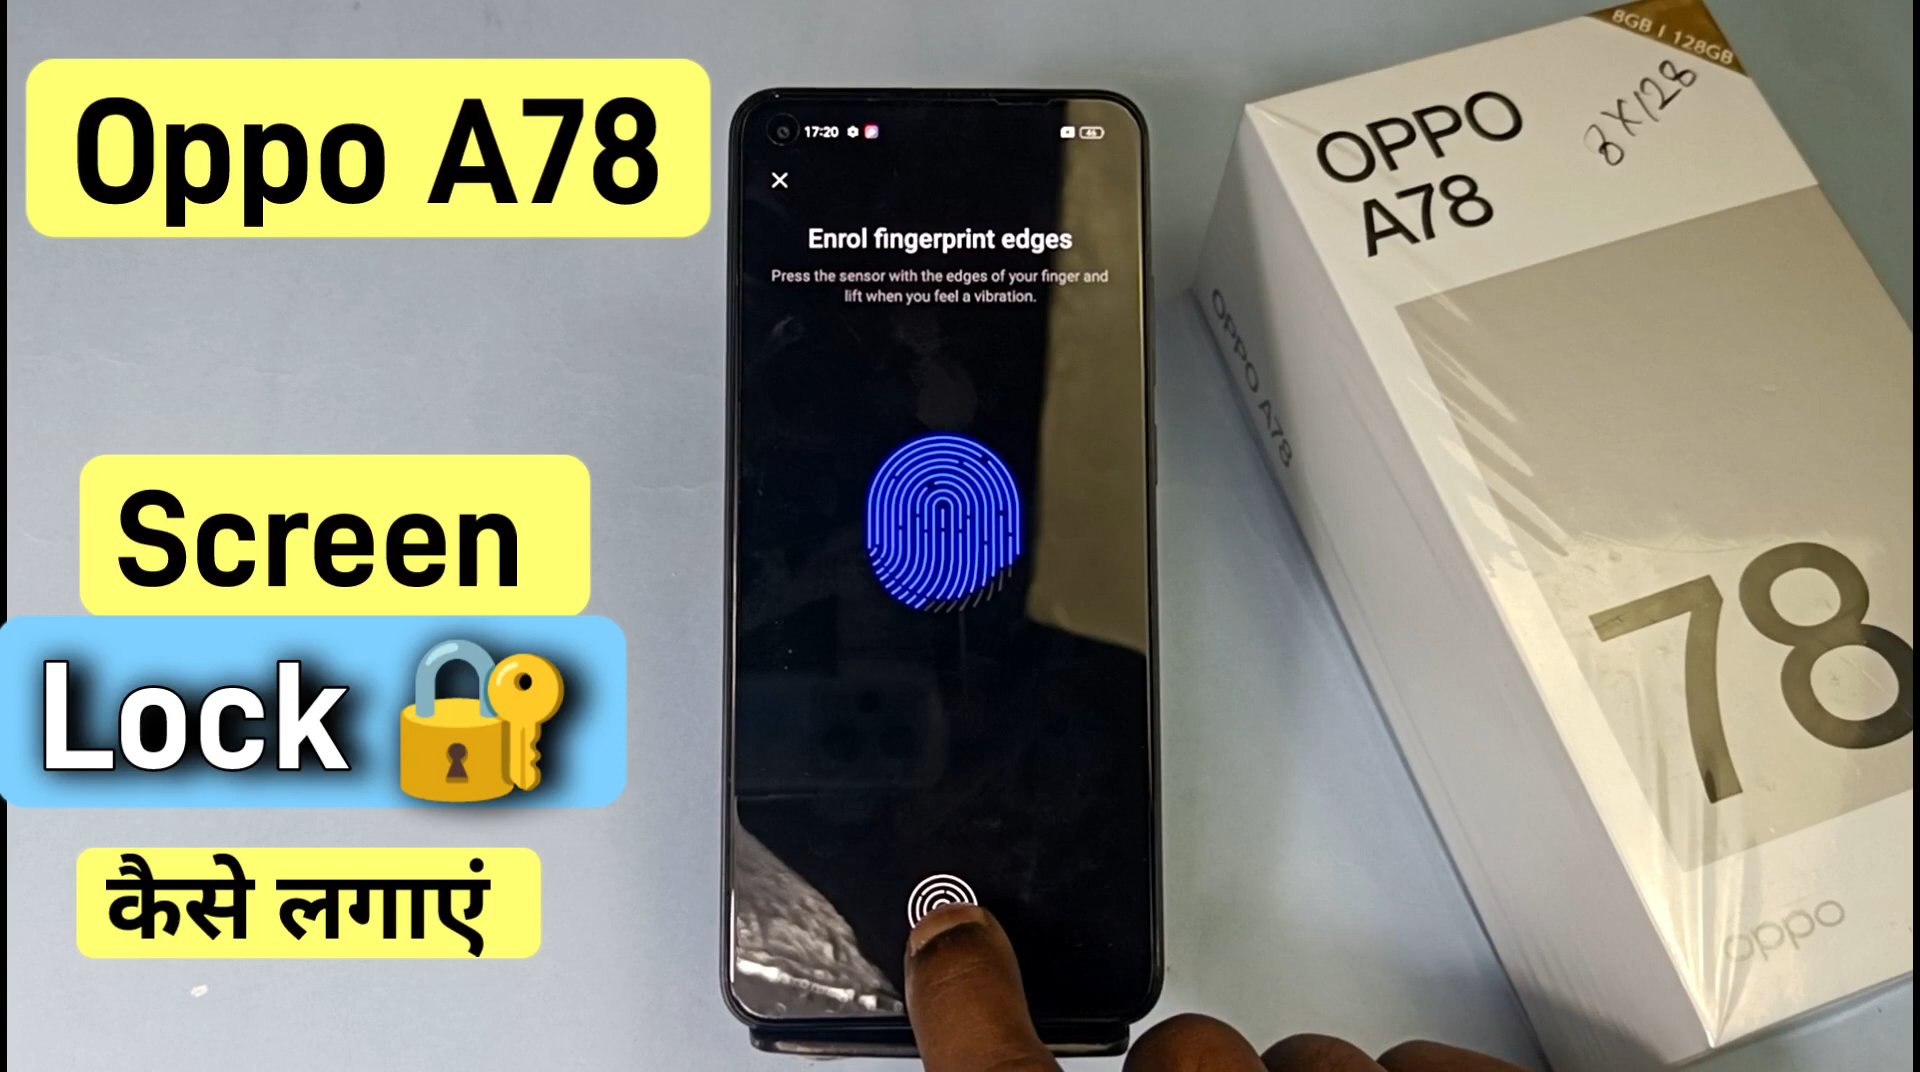 Oppo A78
Screen
Lock
कैसे लगाएं
17:20
46
Enrol fingerprint edges
Press the sensor with the edges of your finger and
lift when you feel a vibration.
8GB | 128GB
8X128
OPPO
A78
OPPO A78
78
oppo